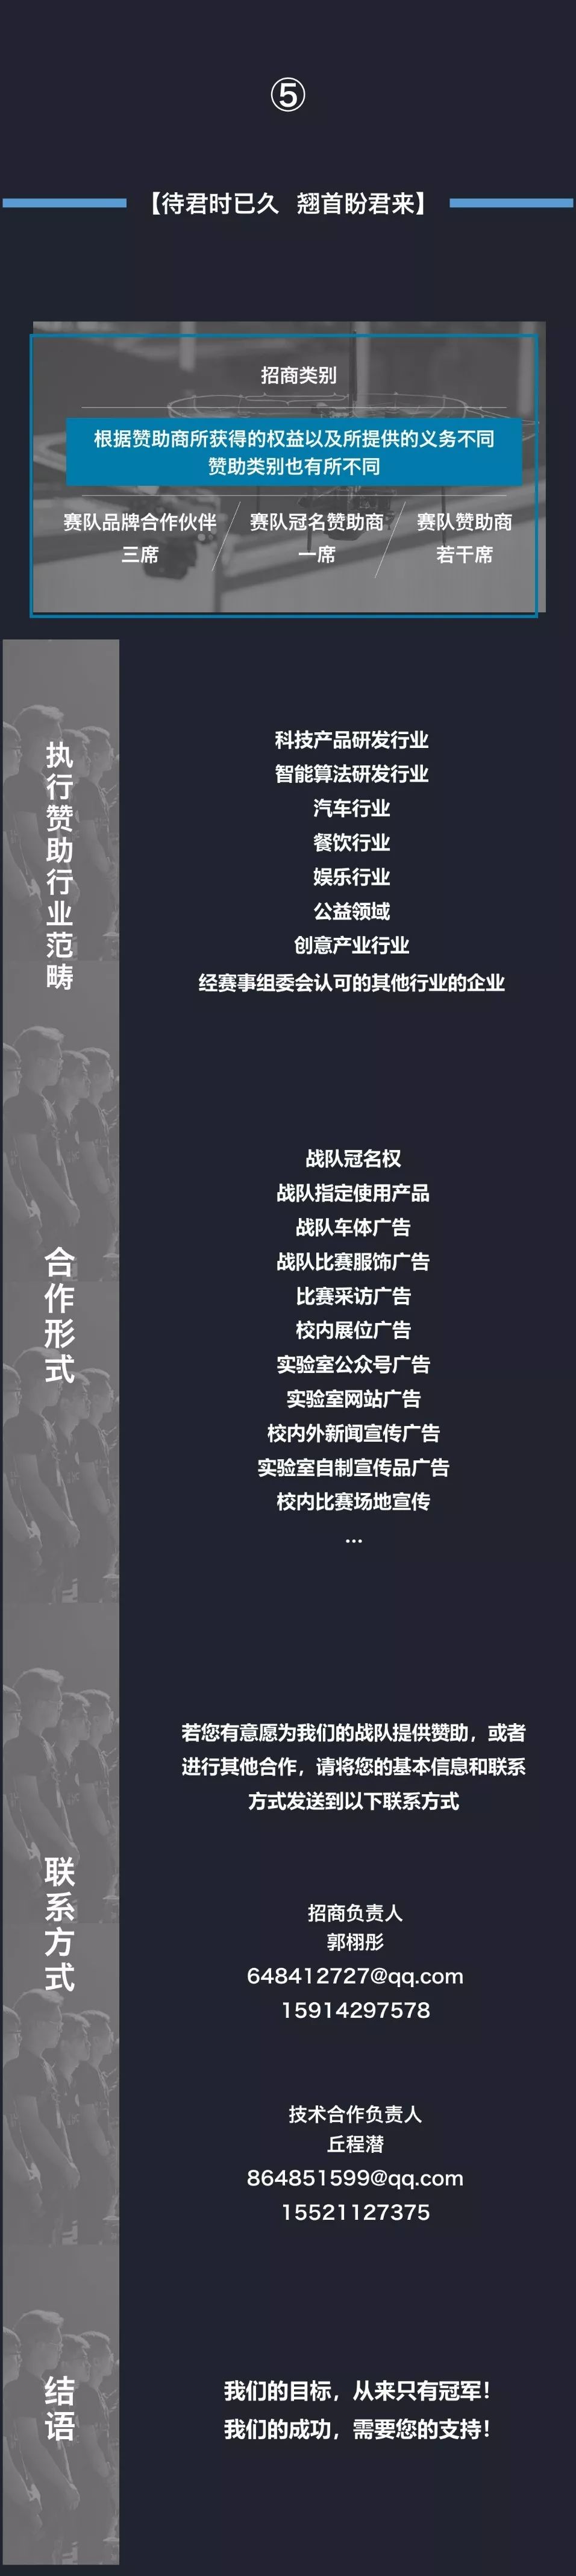 ⑤
【待君时已久 翘首盼君来】
招商类别
根据赞助商所获得的权益以及所提供的义务不同
赞助类别也有所不同
赛队品牌合作伙伴
三席
赛队冠名赞助商
一席
赛队赞助商
若干席
执行赞助行业范畴
科技产品研发行业
智能算法研发行业
汽车行业
餐饮行业
娱乐行业
公益领域
创意产业行业
经赛事组委会认可的其他行业的企业
合作形式
战队冠名权
战队指定使用产品
战队车体广告
战队比赛服饰广告
比赛采访广告
校内展位广告
实验室公众号广告
实验室网站广告
校内外新闻宣传广告
实验室自制宣传品广告
校内比赛场地宣传
...
联系方式
若您有意愿为我们的战队提供赞助，或者
进行其他合作，请将您的基本信息和联系
方式发送到以下联系方式
招商负责人
郭栩彤
648412727@qq.com
15914297578
技术合作负责人
丘程潜
864851599@qq.com
15521127375
结语
我们的目标，从来只有冠军！
我们的成功，需要您的支持！